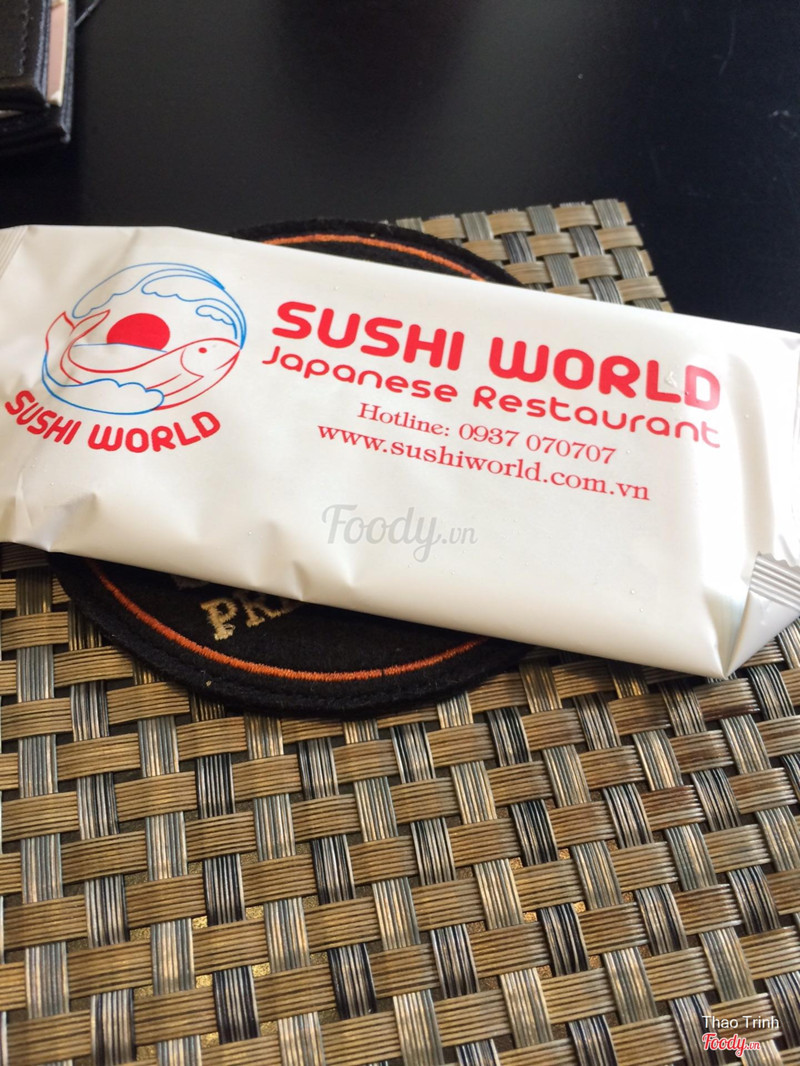 SUSHI WORLD
SUSHI WORLD
Japanese Restaurant
Hotline: 0937 070707
www.sushiworld.com.vn
Foody.vn
Thao Trinh
Foody.vn